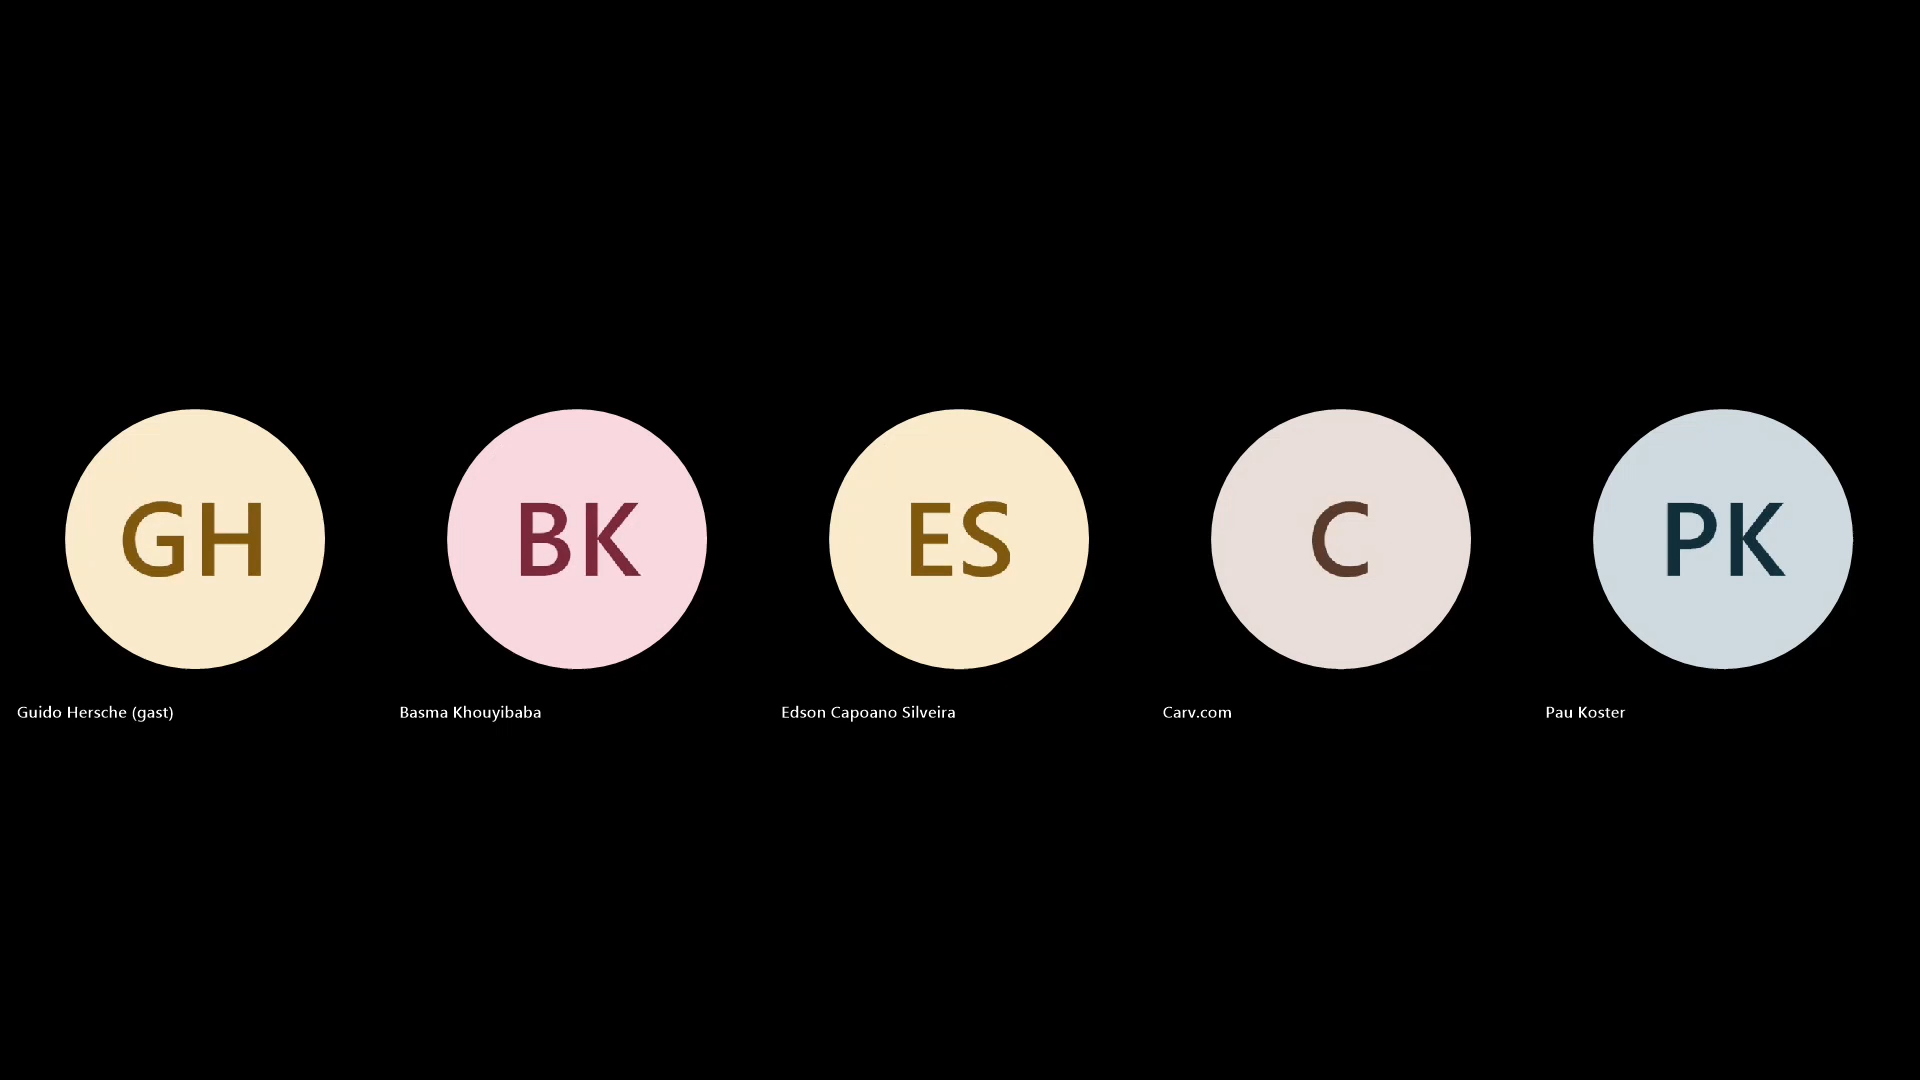 GH
BK
ES
C
PK
Guido Hersche (gast)
Basma Khouyibaba
Edson Capoano Silveira
Carv.com
Pau Koster